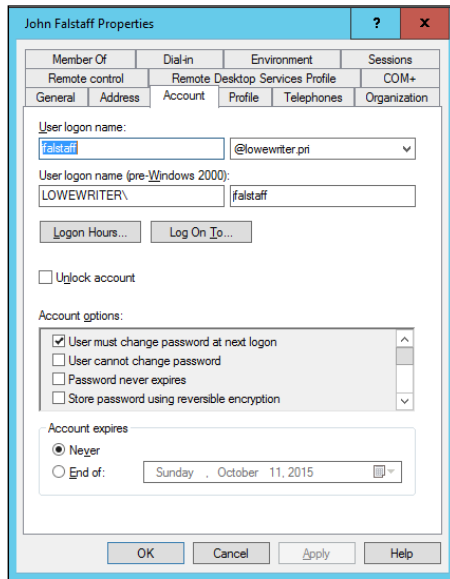 John Falstaff Properties ? x
Member Of Dial-in Environment Sessions
Remote control Remote Desktop Services Profile COM+
General Address Account Profile Telephones Organization
User logon name:
jfalstaff @lowewriter.pri
User logon name (pre-Windows 2000):
LOWEWRITER\ jfalstaff
Logon Hours... Log On To...
Unlock account
Account options:
User must change password at next logon
User cannot change password
Password never expires
Store password using reversible encryption
Account expires
Never
End of: Sunday , October 11, 2015
OK Cancel Apply Help